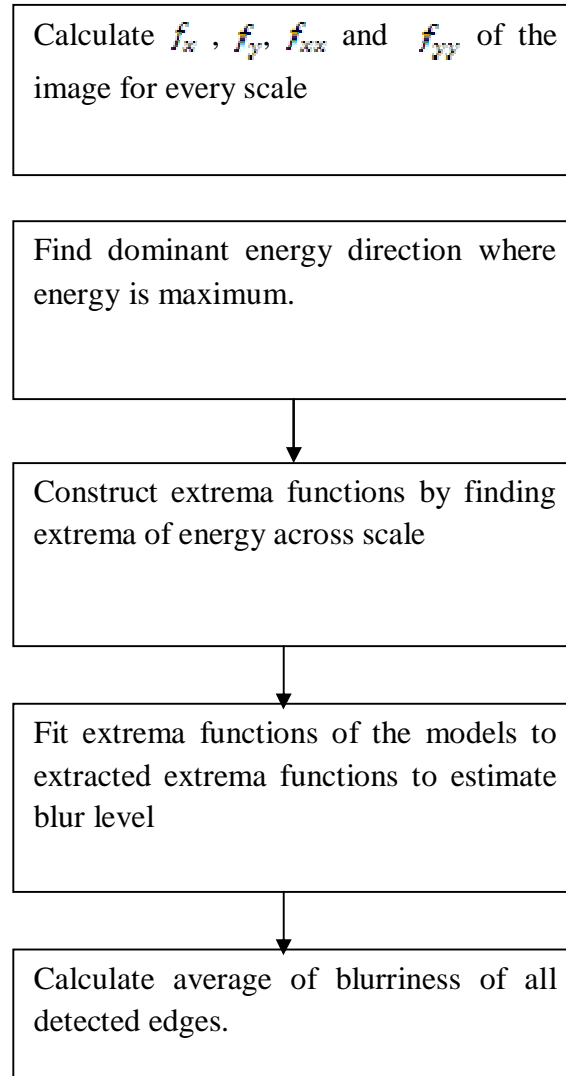 Calculate fₓ , f_y, fₓₓ and f_yy of the
image for every scale
Find dominant energy direction where
energy is maximum.
Construct extrema functions by finding
extrema of energy across scale
Fit extrema functions of the models to
extracted extrema functions to estimate
blur level
Calculate average of blurriness of all
detected edges.